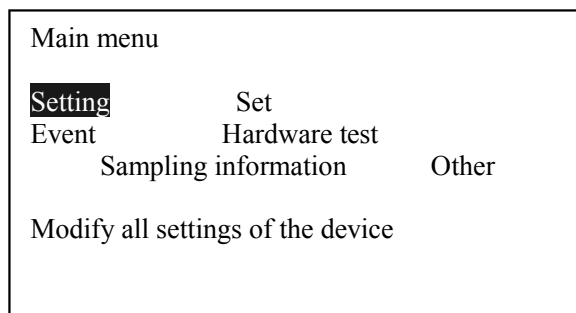 Main menu
Setting Set
Event Hardware test
Sampling information Other
Modify all settings of the device